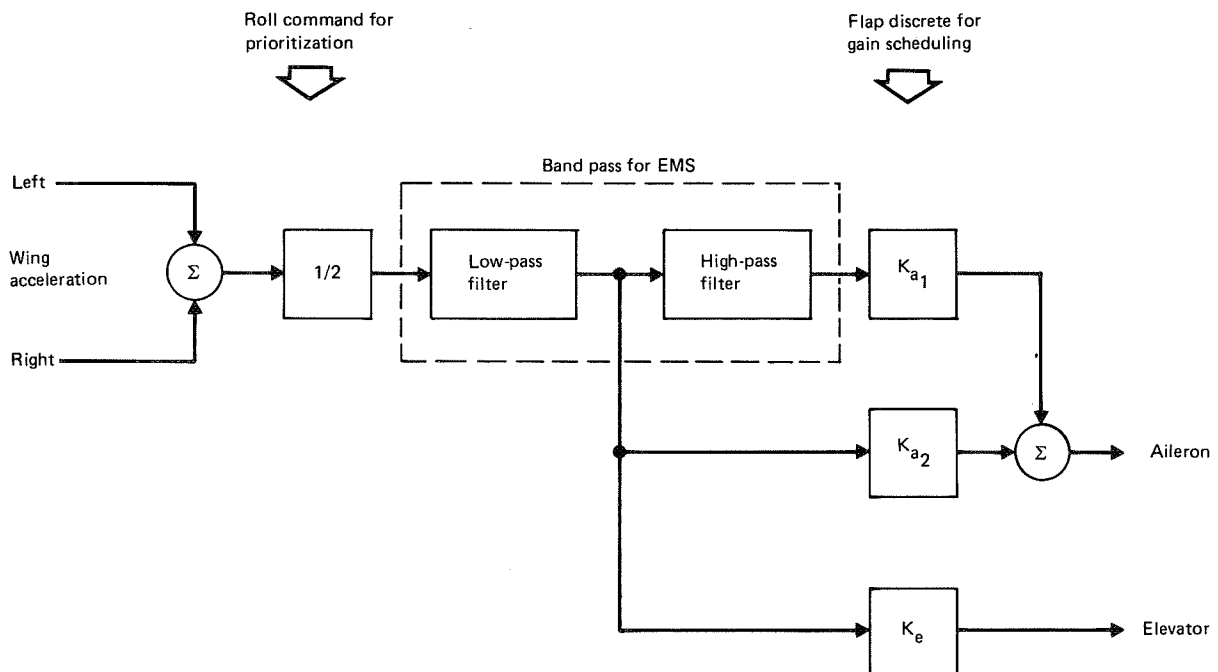 Roll command for
prioritization
Flap discrete for
gain scheduling
Band pass for EMS
Left
Wing
acceleration
Right
Σ
1/2
Low-pass
filter
High-pass
filter
Ka1
Ka2
Σ
Aileron
Ke
Elevator